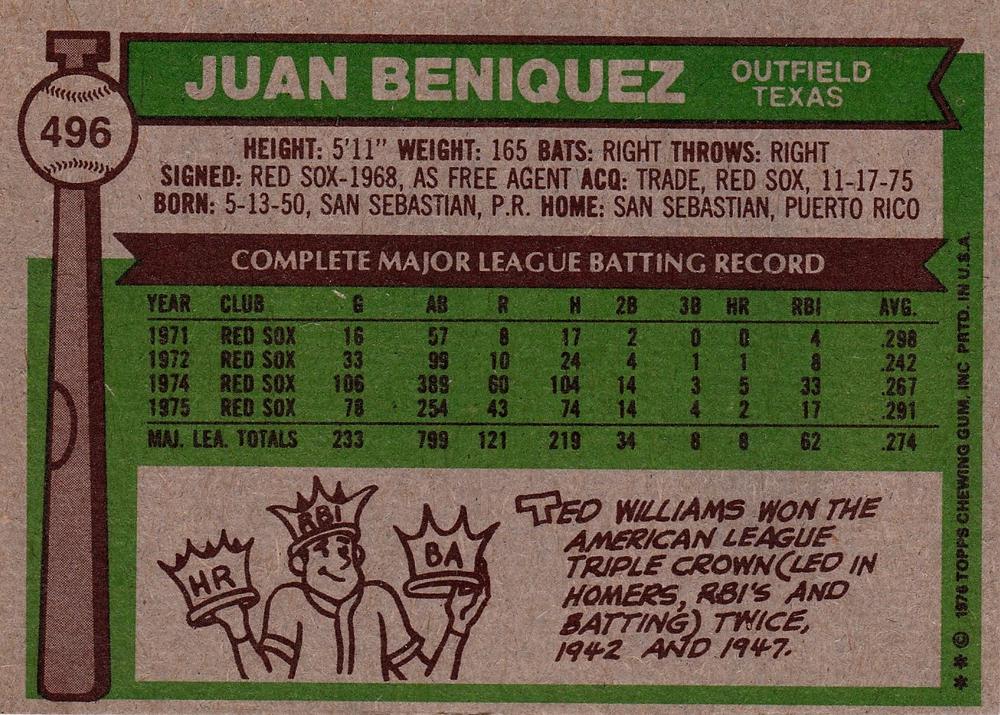 496
JUAN BENIQUEZ
OUTFIELD
TEXAS
HEIGHT: 5'11" WEIGHT: 165 BATS: RIGHT THROWS: RIGHT
SIGNED: RED SOX-1968, AS FREE AGENT ACQ: TRADE, RED SOX, 11-17-75
BORN: 5-13-50, SAN SEBASTIAN, P.R. HOME: SAN SEBASTIAN, PUERTO RICO
COMPLETE MAJOR LEAGUE BATTING RECORD
YEAR CLUB G AB R H 2B 3B HR RBI AVG.
1971 RED SOX 16 57 8 17 2 0 0 4 .298
1972 RED SOX 33 99 10 24 4 1 1 8 .242
1974 RED SOX 106 389 60 104 14 3 5 33 .267
1975 RED SOX 78 254 43 74 14 4 2 17 .291
MAJ. LEA. TOTALS 233 799 121 219 34 8 8 62 .274
HR
RBI
BA
TED WILLIAMS WON THE
AMERICAN LEAGUE
TRIPLE CROWN (LED IN
HOMERS, RBI'S AND
BATTING) TWICE,
1942 AND 1947.
** © 1976 TOPPS CHEWING GUM, INC PRTD. IN U.S.A.